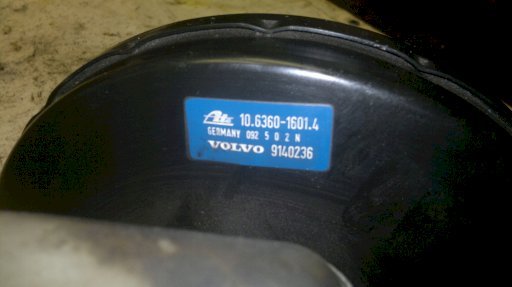 Ate 10.6360-1601.4
GERMANY 092 5 0 2 N
VOLVO 9140236